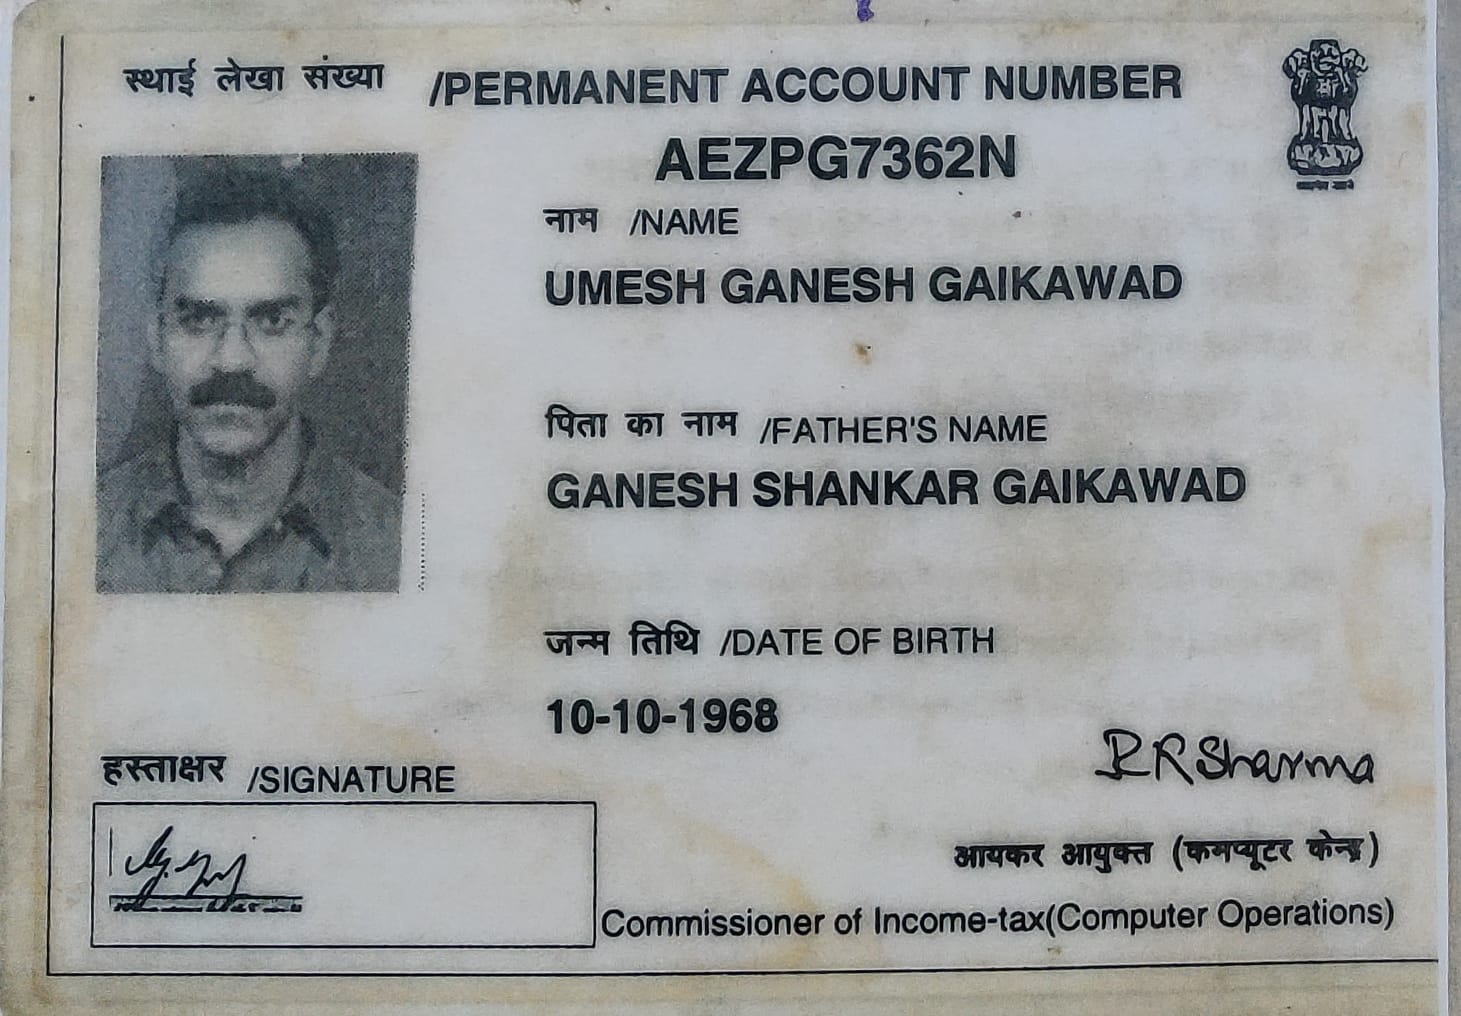 स्थाई लेखा संख्या /PERMANENT ACCOUNT NUMBER
AEZPG7362N
नाम /NAME
UMESH GANESH GAIKAWAD
पिता का नाम /FATHER'S NAME
GANESH SHANKAR GAIKAWAD
जन्म तिथि /DATE OF BIRTH
10-10-1968
हस्ताक्षर /SIGNATURE
RRSharma
आयकर आयुक्त (कमप्यूटर केन्द्र)
Commissioner of Income-tax(Computer Operations)